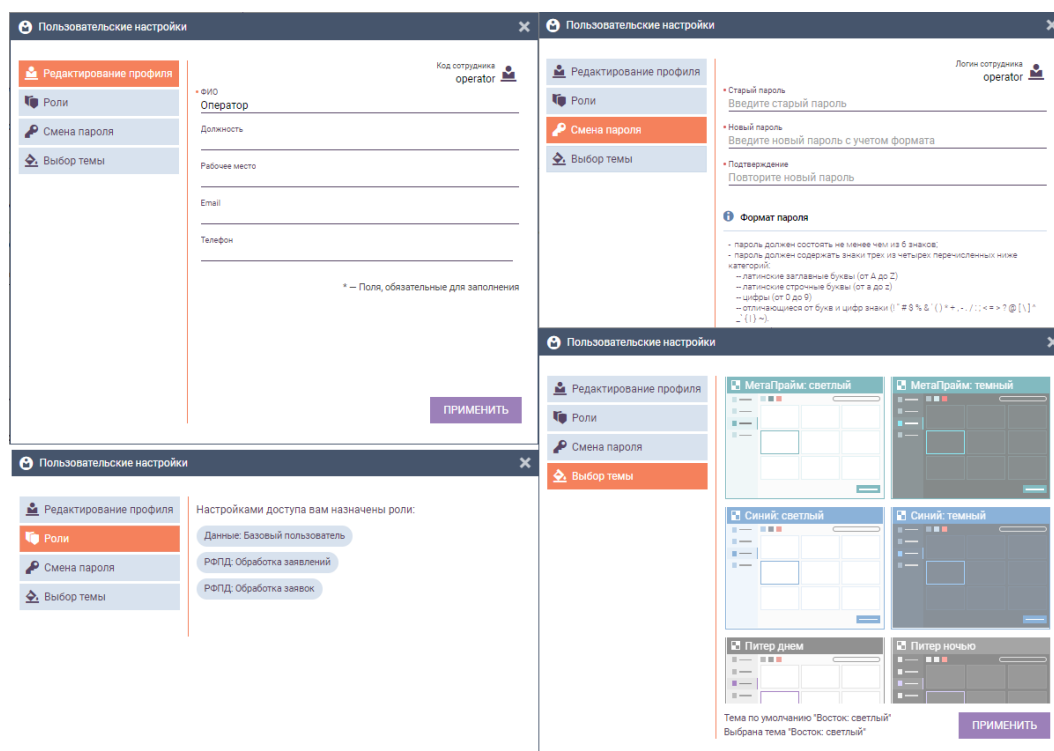 Пользовательские настройки
Редактирование профиля
Роли
Смена пароля
Выбор темы
Код сотрудника
operator
* ФИО
Оператор
Должность
Рабочее место
Email
Телефон
* — Поля, обязательные для заполнения
ПРИМЕНИТЬ
Пользовательские настройки
Редактирование профиля
Роли
Смена пароля
Выбор темы
Логин сотрудника
operator
* Старый пароль
Введите старый пароль
* Новый пароль
Введите новый пароль с учетом формата
* Подтверждение
Повторите новый пароль
Формат пароля
- пароль должен состоять не менее чем из 6 знаков;
- пароль должен содержать знаки трех из четырех перечисленных ниже
категорий:
– латинские заглавные буквы (от A до Z)
– латинские строчные буквы (от a до z)
– цифры (от 0 до 9)
– отличающиеся от букв и цифр знаки (! " # $ % & ' ( ) * + , - . / : ; < = > ? @ [ \ ] ^
_ ` { | } ~).
Пользовательские настройки
Редактирование профиля
Роли
Смена пароля
Выбор темы
Настройками доступа вам назначены роли:
Данные: Базовый пользователь
РФПД: Обработка заявлений
РФПД: Обработка заявок
Пользовательские настройки
Редактирование профиля
Роли
Смена пароля
Выбор темы
МетаПрайм: светлый
МетаПрайм: темный
Синий: светлый
Синий: темный
Питер днем
Питер ночью
Тема по умолчанию "Восток: светлый"
Выбрана тема "Восток: светлый"
ПРИМЕНИТЬ